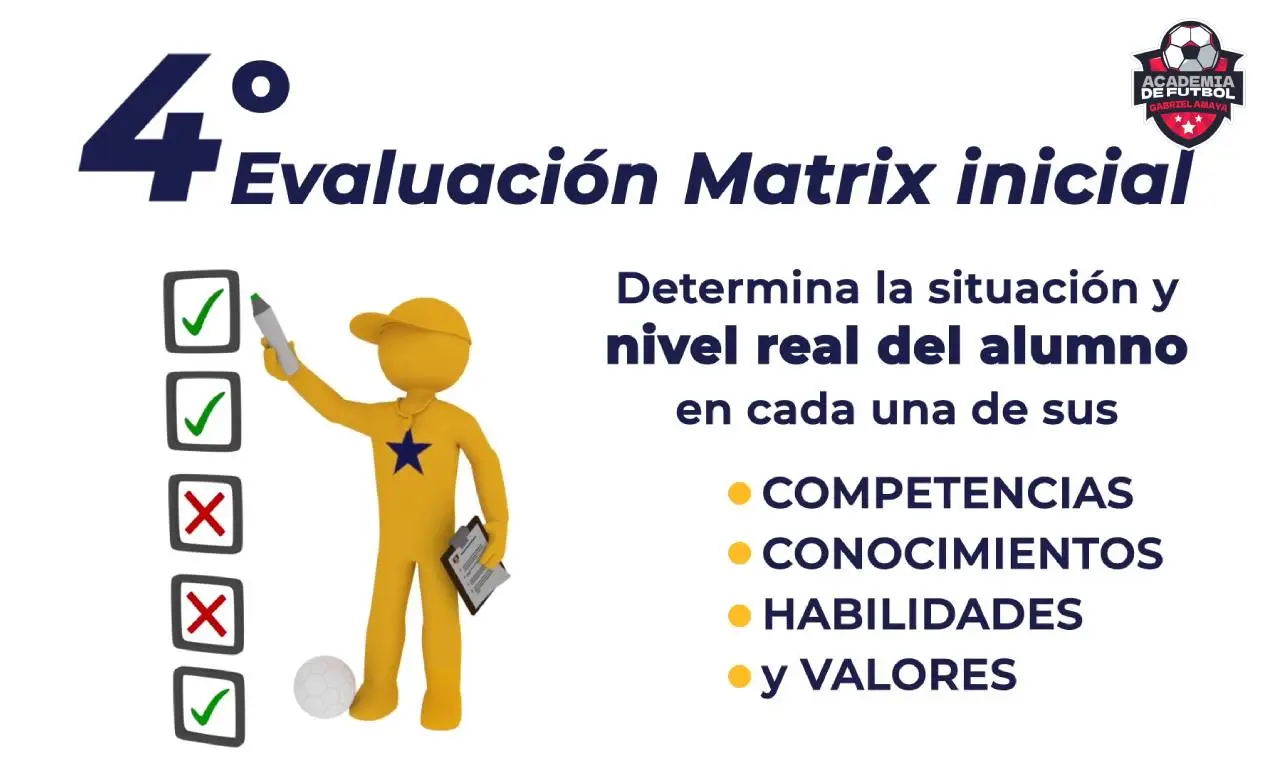 ACADEMIA
DE FUTBOL
GABRIEL AMAYA
4º
Evaluación Matrix inicial
Determina la situación y
nivel real del alumno
en cada una de sus
COMPETENCIAS
CONOCIMIENTOS
HABILIDADES
y VALORES